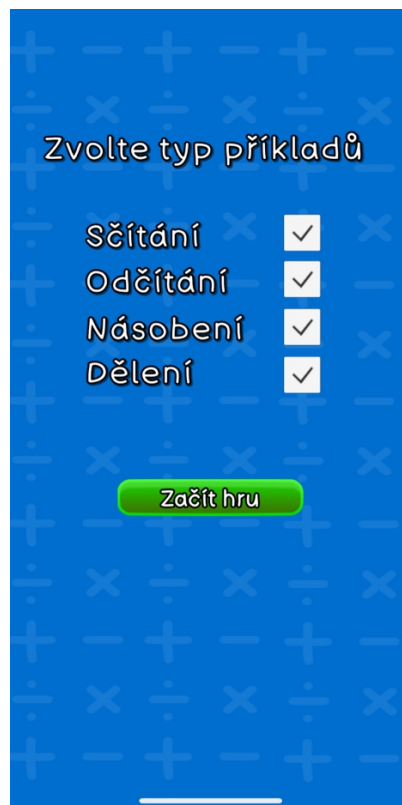 Zvolte typ příkladů
Sčítání
Odčítání
Násobení
Dělení
Začít hru